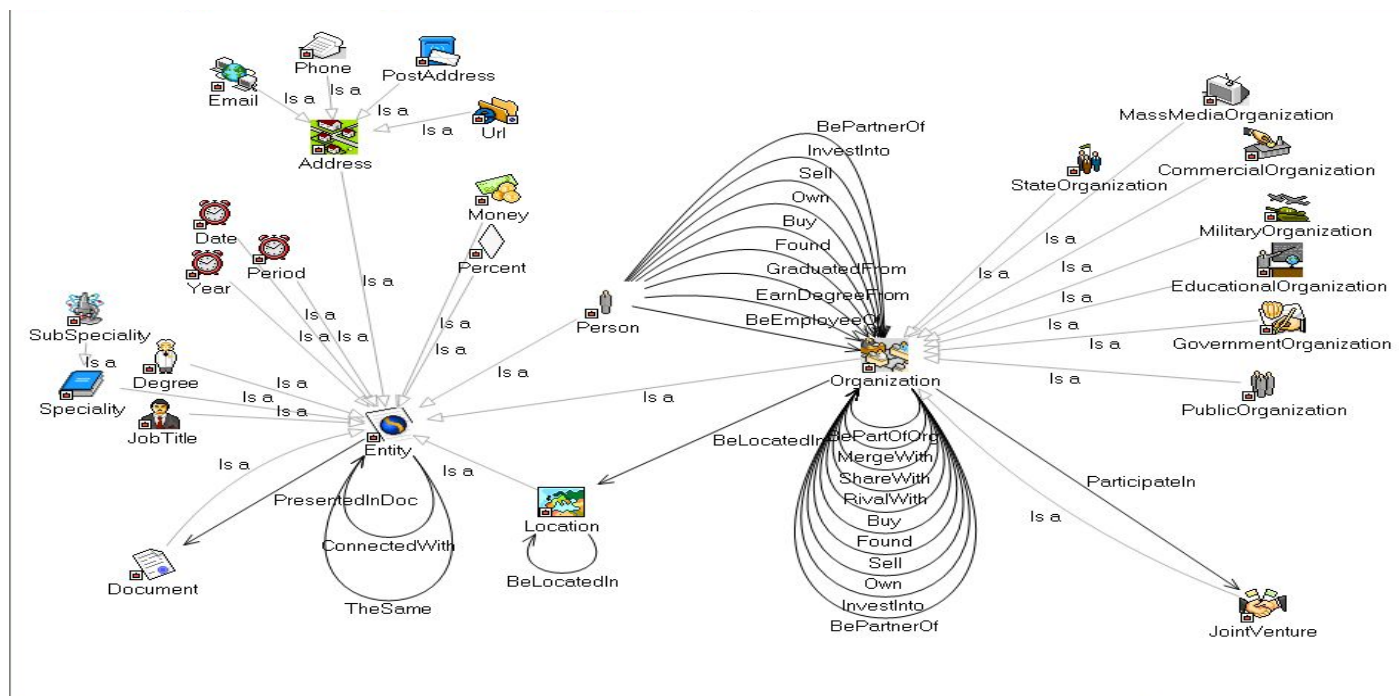 Phone
PostAddress
Email
Is a
Is a
Is a
Is a
Url
Address
BePartnerOf
InvestInto
Sell
Own
Buy
Found
GraduatedFrom
EarnDegreeFrom
BeEmployeeOf
MassMediaOrganization
StateOrganization
CommercialOrganization
MilitaryOrganization
EducationalOrganization
GovernmentOrganization
PublicOrganization
Is a
Is a
Is a
Is a
Is a
Is a
Is a
Money
Date
Period
Year
Percent
Is a
Person
SubSpeciality
Is a
Is a
Is a
Is a
Is a
Is a
Is a
Degree
Speciality
JobTitle
Is a
Is a
Is a
Is a
Is a
Organization
Entity
Is a
Is a
BeLocatedIn
PresentedInDoc
ConnectedWith
TheSame
Document
Location
BeLocatedIn
BePartOfOrg
MergeWith
ShareWith
RivalWith
Buy
Found
Sell
Own
InvestInto
BePartnerOf
ParticipateIn
Is a
JointVenture